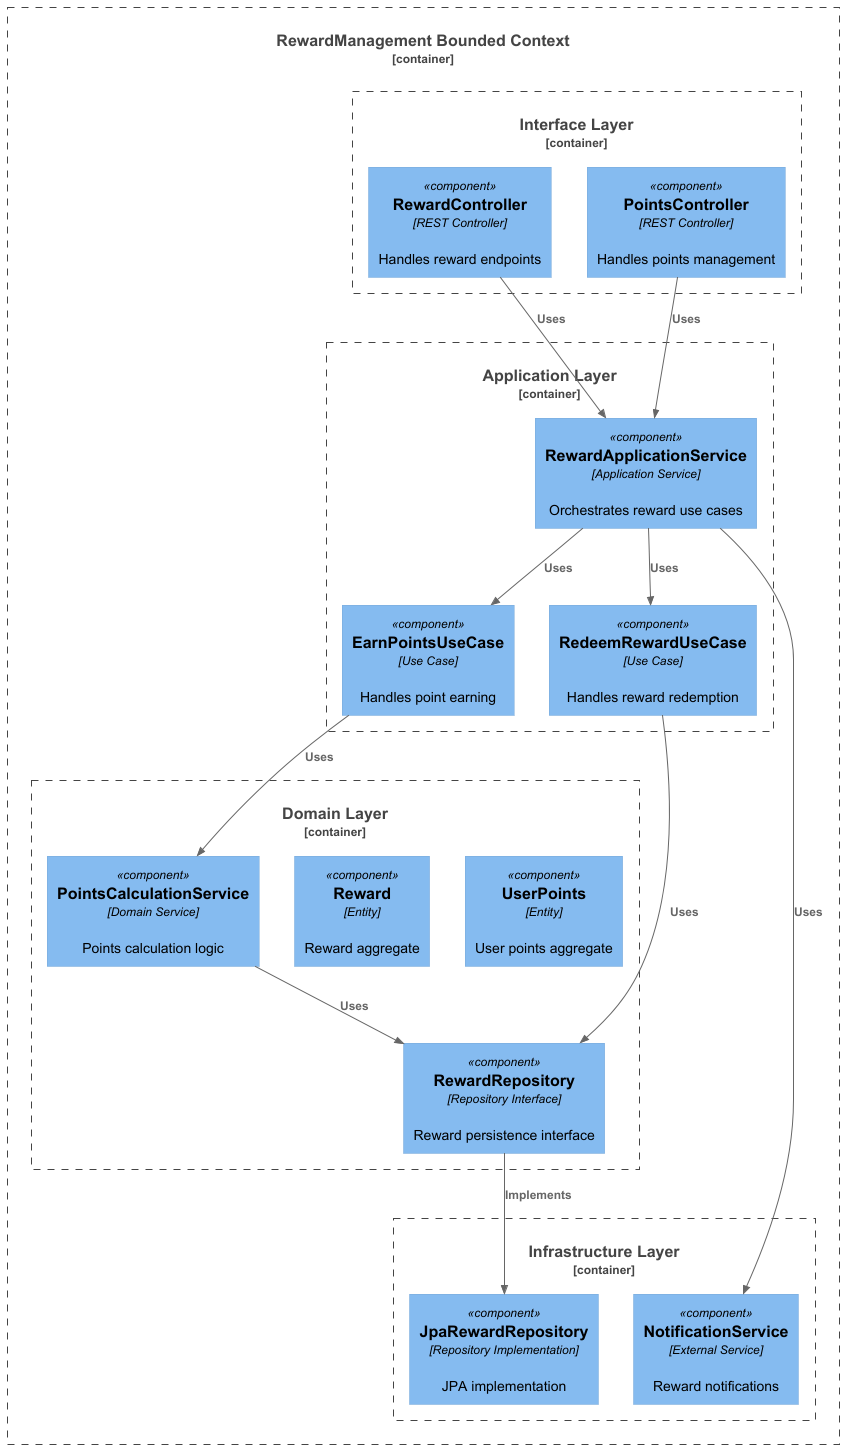 RewardManagement Bounded Context
[container]
Interface Layer
[container]
«component»
RewardController
[REST Controller]
Handles reward endpoints
«component»
PointsController
[REST Controller]
Handles points management
Uses
Uses
Application Layer
[container]
«component»
RewardApplicationService
[Application Service]
Orchestrates reward use cases
Uses
Uses
«component»
EarnPointsUseCase
[Use Case]
Handles point earning
«component»
RedeemRewardUseCase
[Use Case]
Handles reward redemption
Uses
Domain Layer
[container]
«component»
PointsCalculationService
[Domain Service]
Points calculation logic
«component»
Reward
[Entity]
Reward aggregate
«component»
UserPoints
[Entity]
User points aggregate
Uses
Uses
Uses
«component»
RewardRepository
[Repository Interface]
Reward persistence interface
Implements
Infrastructure Layer
[container]
«component»
JpaRewardRepository
[Repository Implementation]
JPA implementation
«component»
NotificationService
[External Service]
Reward notifications